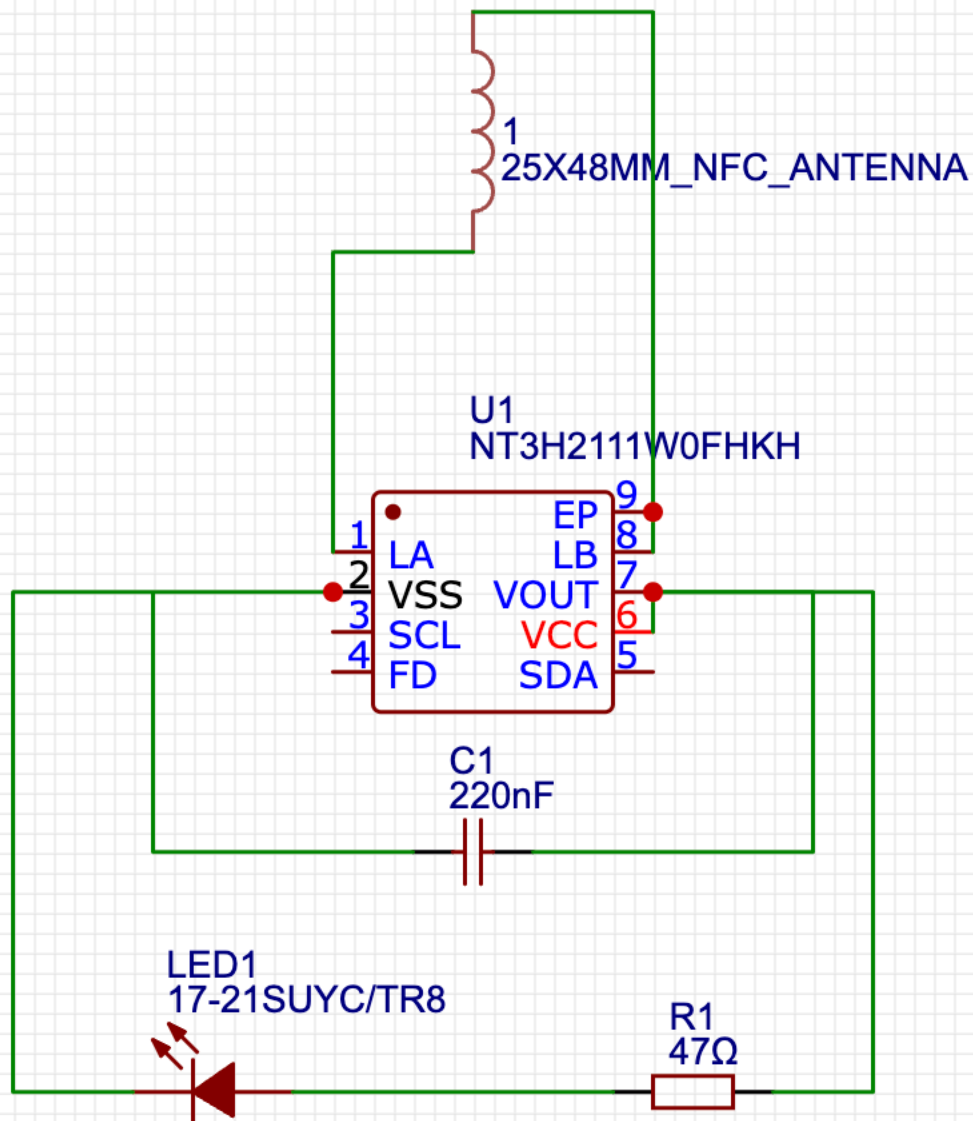 1
25X48MM_NFC_ANTENNA
U1
NT3H2111W0FHKH
9
EP
1
8
LA
LB
2
7
VSS
VOUT
3
6
SCL
VCC
4
5
FD
SDA
C1
220nF
LED1
17-21SUYC/TR8
R1
47Ω